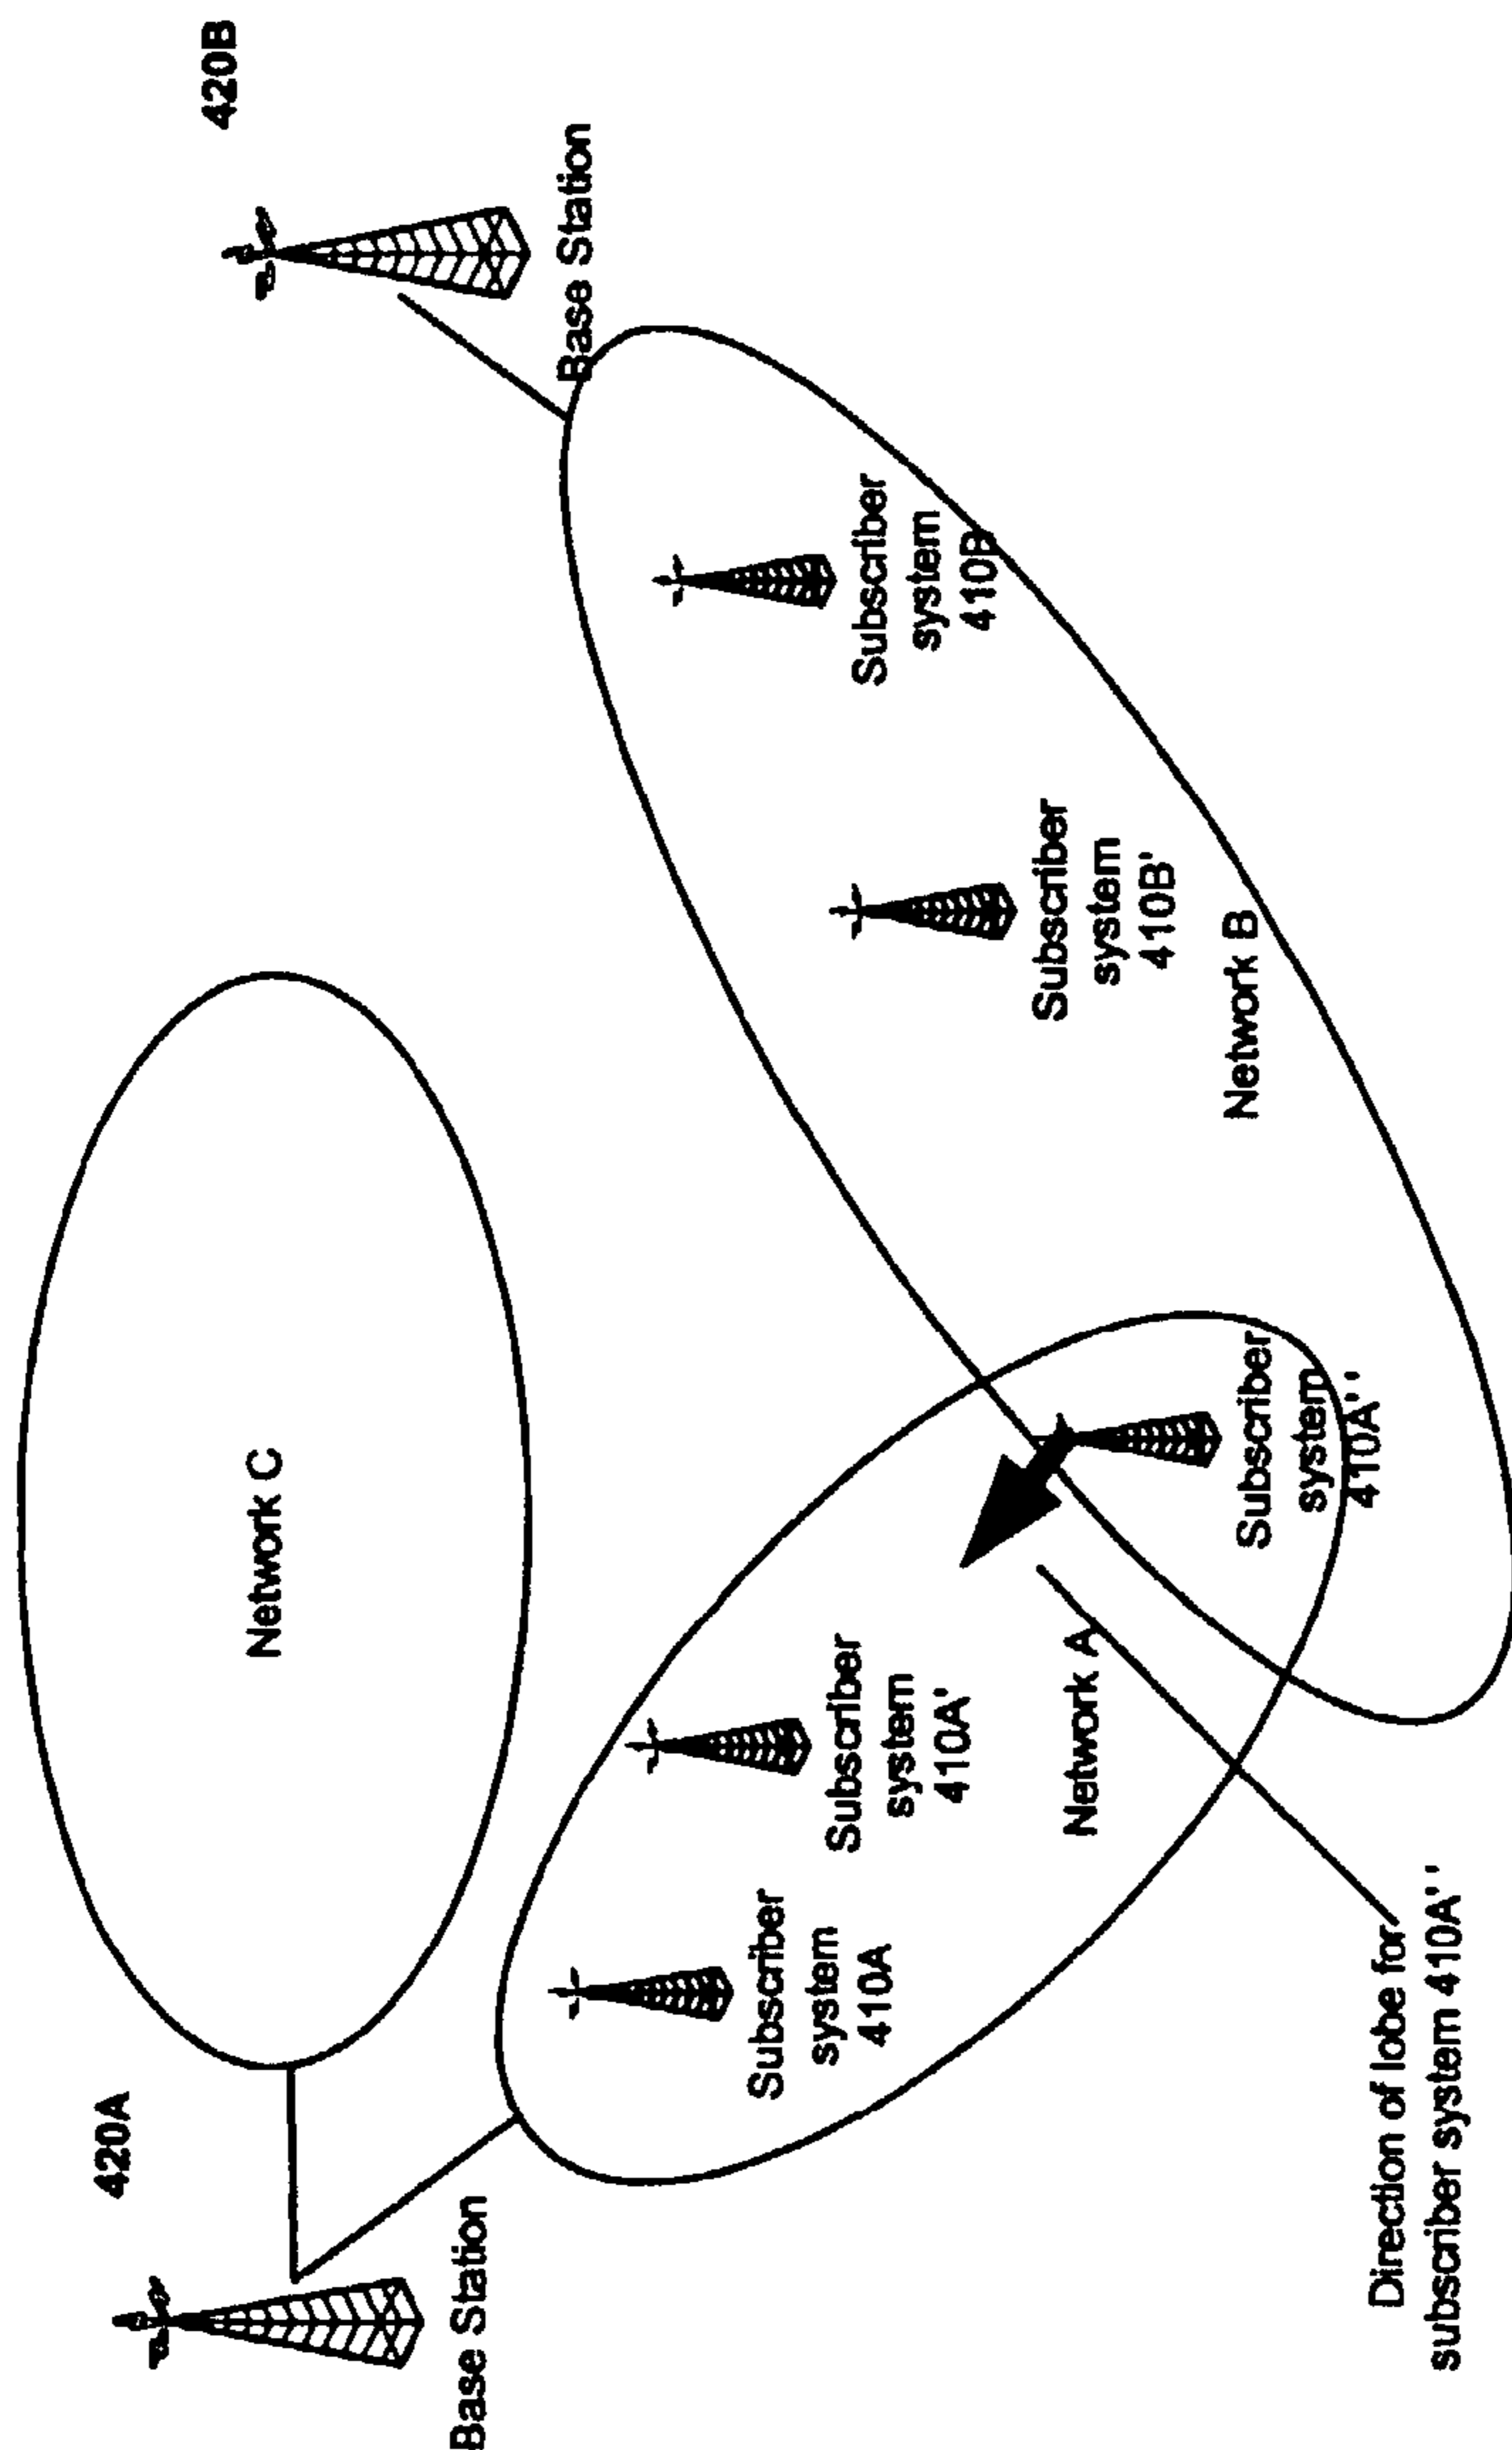 420A
Base Station
Network C
420B
Base Station
Subscriber
system
410A
Subscriber
system
410A'
Network A
Subscriber
system
410A''
Subscriber
system
410B'
Subscriber
system
410B
Network B
Direction of lobe for
subscriber system 410A''